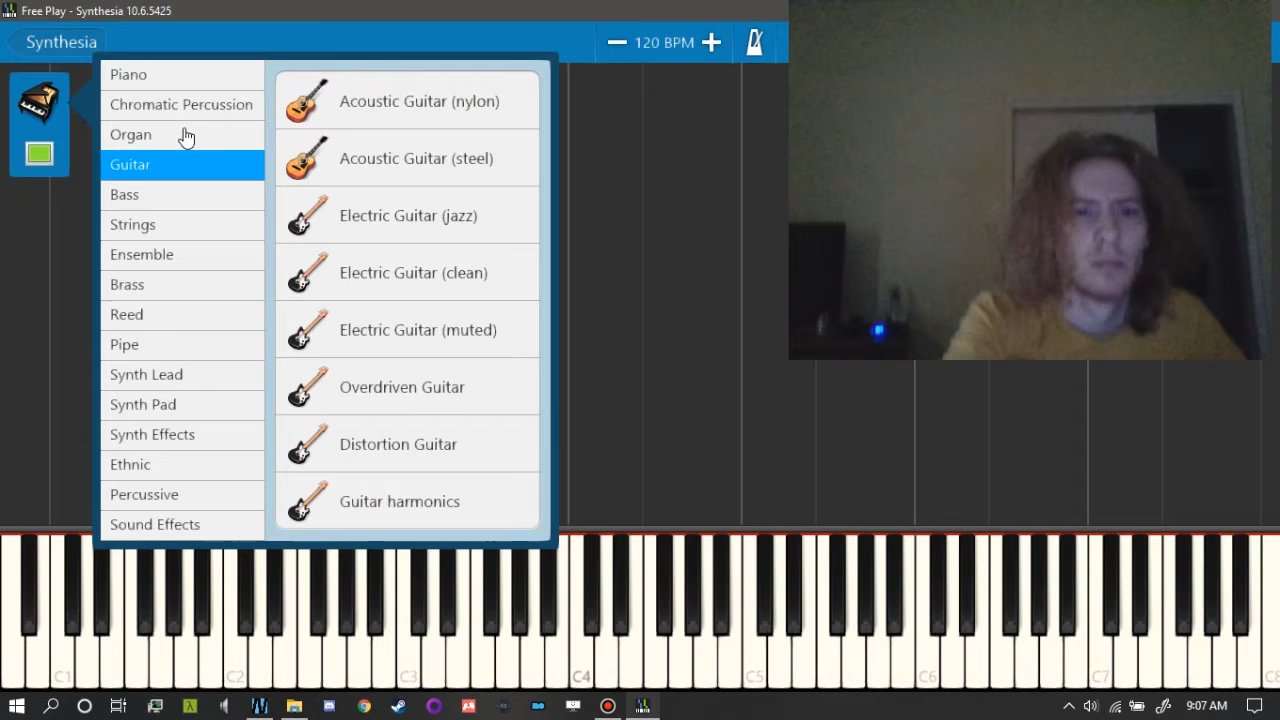 Free Play - Synthesia 10.6.5425
Synthesia
120 BPM
Piano
Chromatic Percussion
Organ
Guitar
Bass
Strings
Ensemble
Brass
Reed
Pipe
Synth Lead
Synth Pad
Synth Effects
Ethnic
Percussive
Sound Effects
Acoustic Guitar (nylon)
Acoustic Guitar (steel)
Electric Guitar (jazz)
Electric Guitar (clean)
Electric Guitar (muted)
Overdriven Guitar
Distortion Guitar
Guitar harmonics
C1 C2 C3 C4 C5 C6 C7 C8
9:07 AM